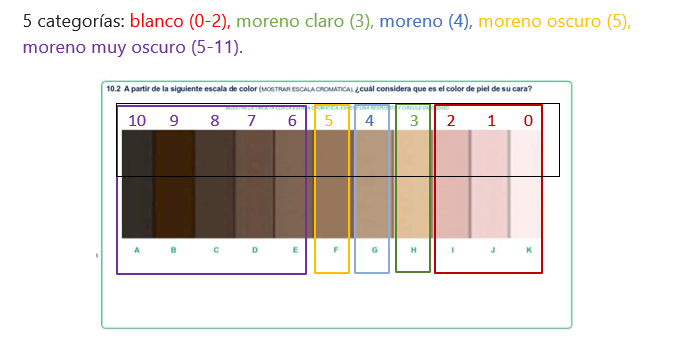 5 categorías: blanco (0-2), moreno claro (3), moreno (4), moreno oscuro (5),
moreno muy oscuro (5-11).
10.2 A partir de la siguiente escala de color (MOSTRAR ESCALA CROMÁTICA), ¿cuál considera que es el color de piel de su cara?
10 9 8 7 6 5 4 3 2 1 0
A B C D E F G H I J K